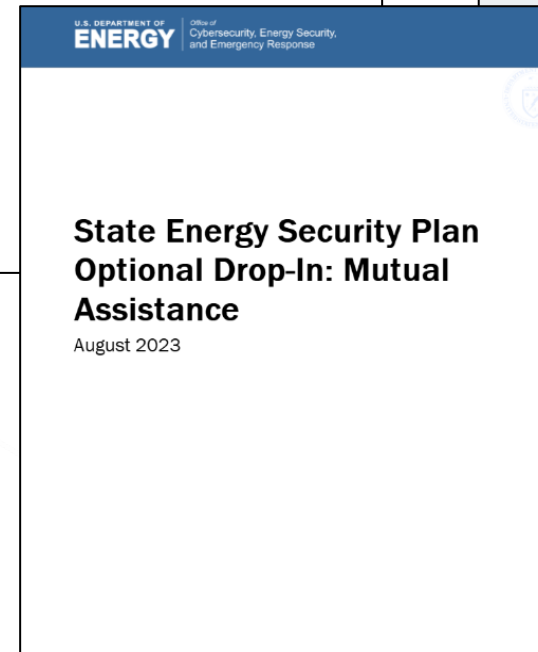 U.S. DEPARTMENT OF
ENERGY
Office of
Cybersecurity, Energy Security,
and Emergency Response
State Energy Security Plan
Optional Drop-In: Mutual
Assistance
August 2023